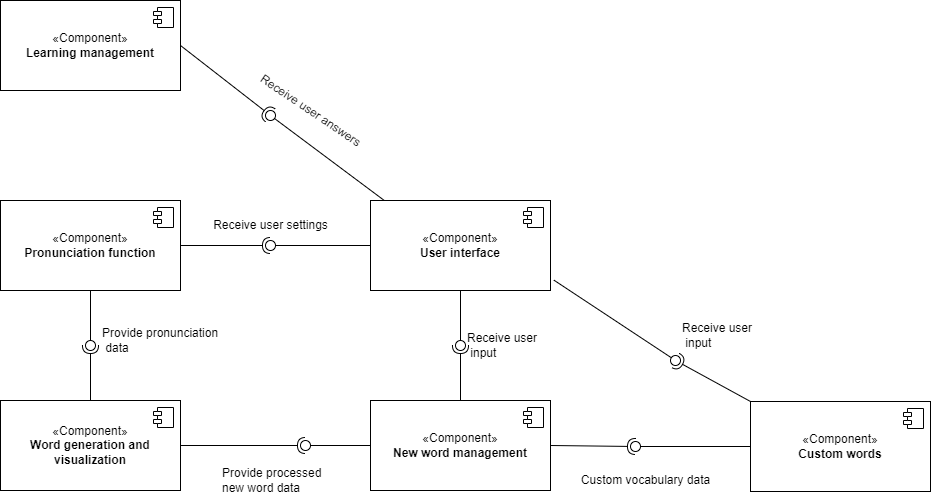 «Component»
Learning management
Receive user answers
«Component»
Pronunciation function
Receive user settings
«Component»
User interface
Provide pronunciation
data
Receive user
input
Receive user
input
«Component»
Word generation and
visualization
Provide processed
new word data
«Component»
New word management
Custom vocabulary data
«Component»
Custom words